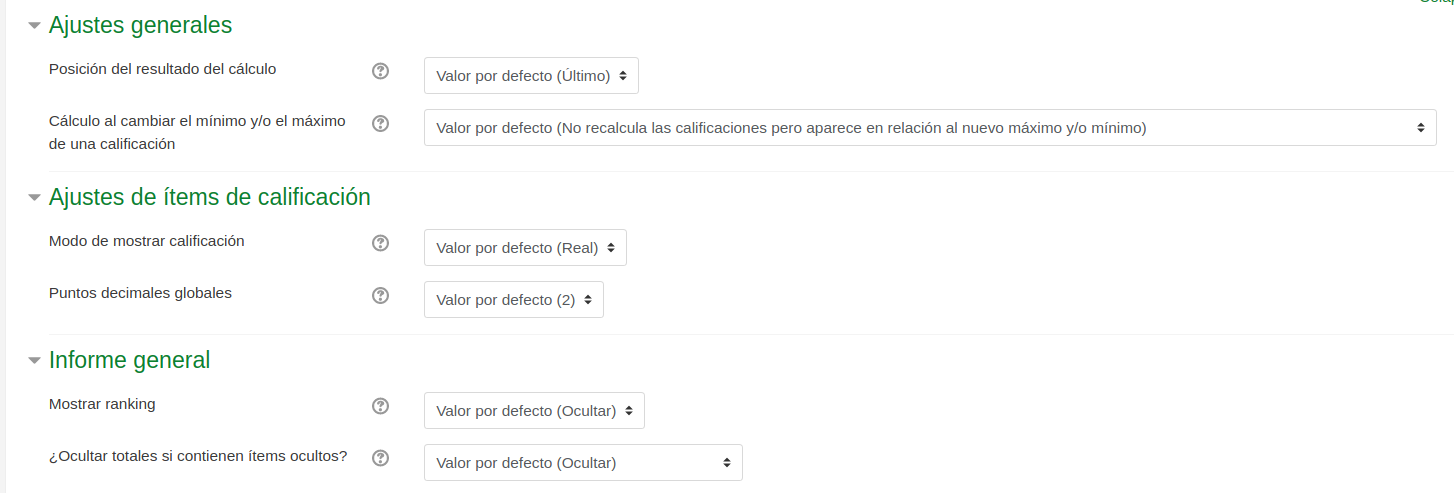 Ajustes generales
Posición del resultado del cálculo
Valor por defecto (Último)
Cálculo al cambiar el mínimo y/o el máximo
de una calificación
Valor por defecto (No recalcula las calificaciones pero aparece en relación al nuevo máximo y/o mínimo)
Ajustes de ítems de calificación
Modo de mostrar calificación
Valor por defecto (Real)
Puntos decimales globales
Valor por defecto (2)
Informe general
Mostrar ranking
Valor por defecto (Ocultar)
¿Ocultar totales si contienen ítems ocultos?
Valor por defecto (Ocultar)